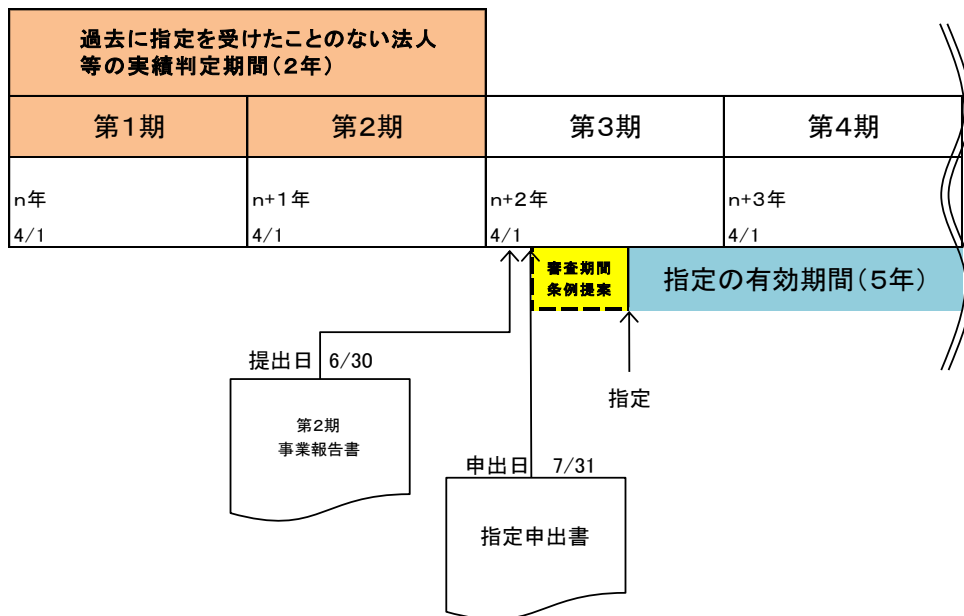 過去に指定を受けたことのない法人
等の実績判定期間（２年）
第１期
第２期
第３期
第４期
n年
n+1年
n+2年
n+3年
4/1
4/1
4/1
4/1
審査期間
条例提案
指定の有効期間（５年）
提出日 6/30
指定
第２期
事業報告書
申出日 7/31
指定申出書